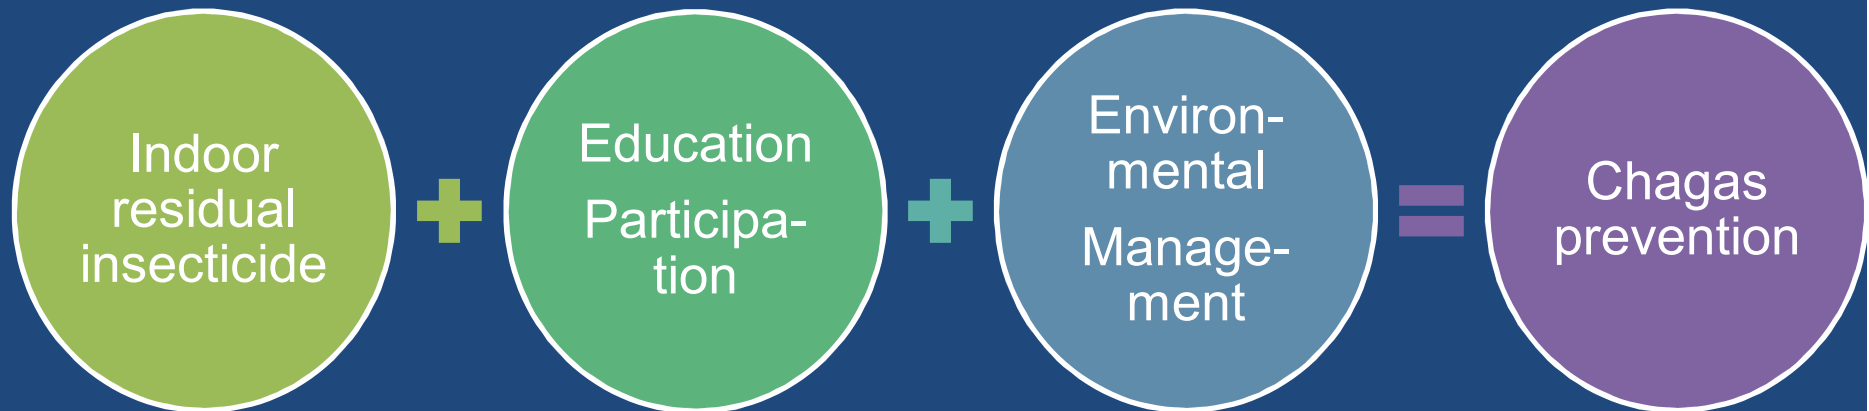 Indoor
residual
insecticide
Education
Participa-
tion
Environ-
mental
Manage-
ment
Chagas
prevention